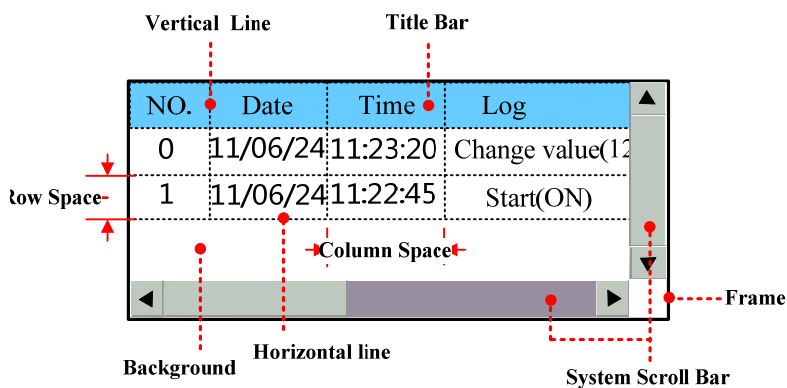 Vertical Line
Title Bar
NO. Date Time Log
0 11/06/24 11:23:20 Change value(12
1 11/06/24 11:22:45 Start(ON)
Row Space
Column Space
Frame
Background
Horizontal line
System Scroll Bar